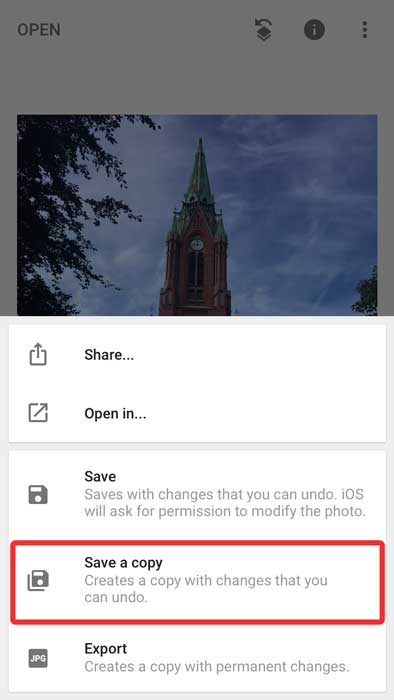 OPEN
Share...
Open in...
Save
Saves with changes that you can undo. iOS
will ask for permission to modify the photo.
Save a copy
Creates a copy with changes that you
can undo.
JPG
Export
Creates a copy with permanent changes.